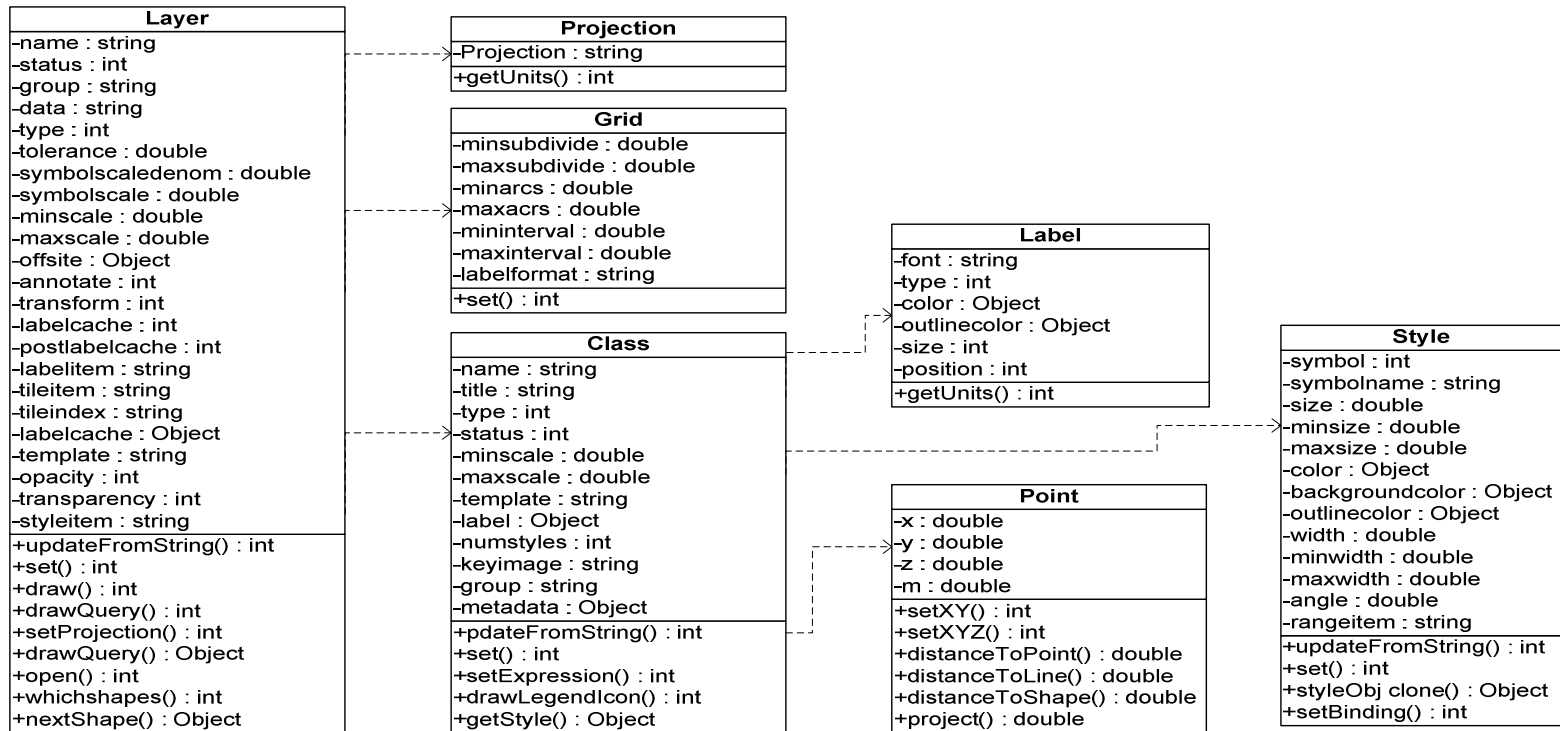 Layer
-name : string
-status : int
-group : string
-data : string
-type : int
-tolerance : double
-symbolscaledenom : double
-symbolscale : double
-minscale : double
-maxscale : double
-offsite : Object
-annotate : int
-transform : int
-labelcache : int
-postlabelcache : int
-labelitem : string
-tileitem : string
-tileindex : string
-labelcache : Object
-template : string
-opacity : int
-transparency : int
-styleitem : string
+updateFromString() : int
+set() : int
+draw() : int
+drawQuery() : int
+setProjection() : int
+drawQuery() : Object
+open() : int
+whichshapes() : int
+nextShape() : Object
Projection
-Projection : string
+getUnits() : int
Grid
-minsubdivide : double
-maxsubdivide : double
-minarcs : double
-maxacrs : double
-mininterval : double
-maxinterval : double
-labelformat : string
+set() : int
Class
-name : string
-title : string
-type : int
-status : int
-minscale : double
-maxscale : double
-template : string
-label : Object
-numstyles : int
-keyimage : string
-group : string
-metadata : Object
+pdateFromString() : int
+set() : int
+setExpression() : int
+drawLegendIcon() : int
+getStyle() : Object
Label
-font : string
-type : int
-color : Object
-outlinecolor : Object
-size : int
-position : int
+getUnits() : int
Point
-x : double
-y : double
-z : double
-m : double
+setXY() : int
+setXYZ() : int
+distanceToPoint() : double
+distanceToLine() : double
+distanceToShape() : double
+project() : double
Style
-symbol : int
-symbolname : string
-size : double
-minsize : double
-maxsize : double
-color : Object
-backgroundcolor : Object
-outlinecolor : Object
-width : double
-minwidth : double
-maxwidth : double
-angle : double
-rangeitem : string
+updateFromString() : int
+set() : int
+styleObj clone() : Object
+setBinding() : int